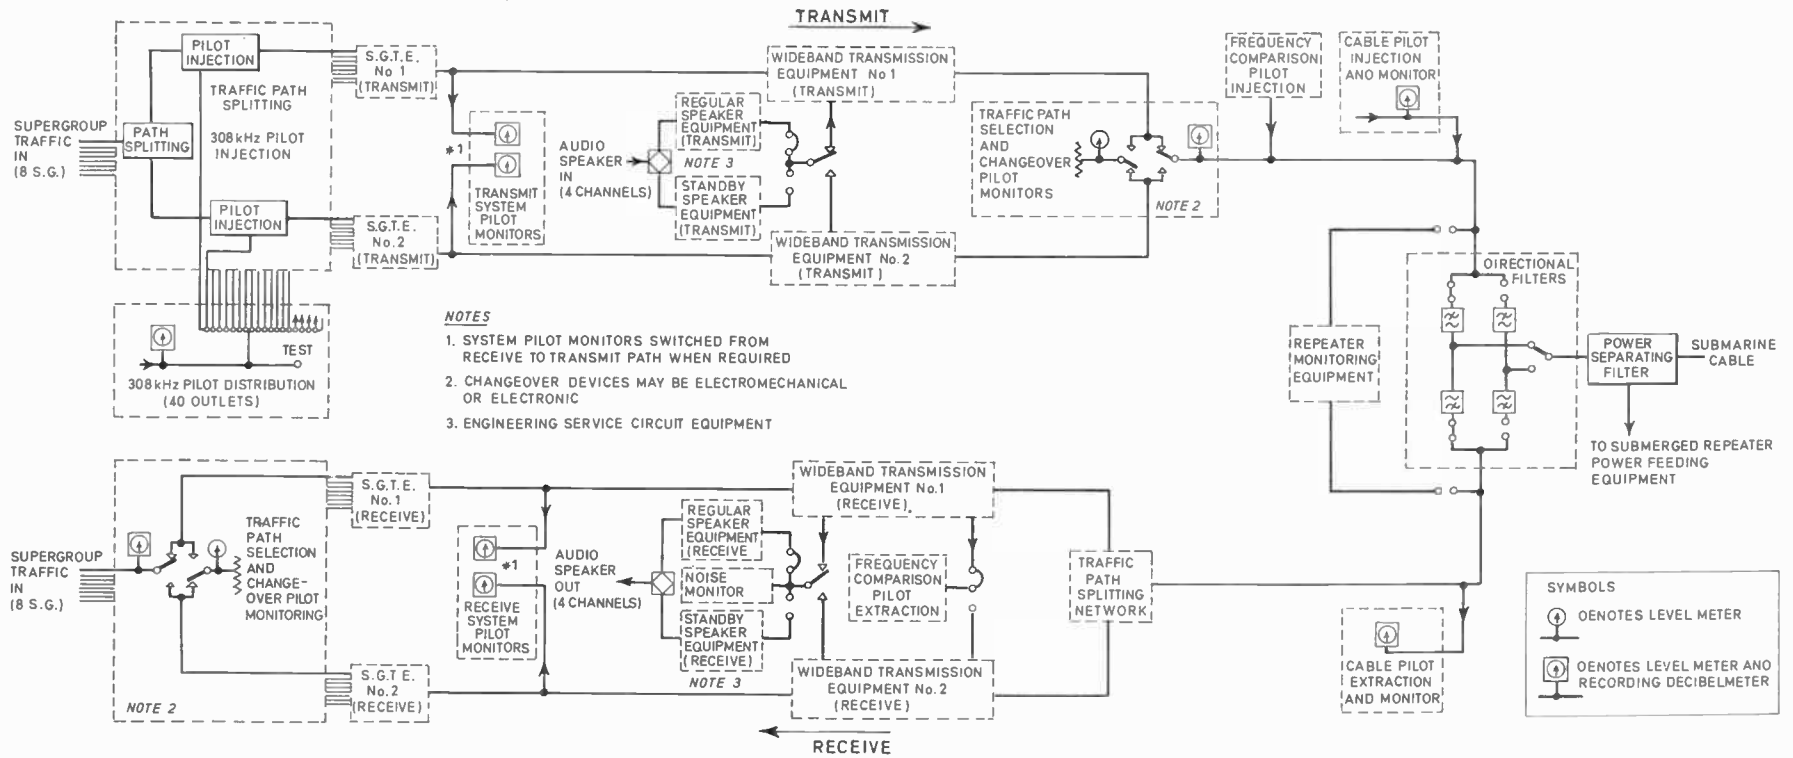 TRANSMIT
PILOT
INJECTION
S.G.T.E.
No 1
(TRANSMIT)
TRAFFIC PATH
SPLITTING
308kHz PILOT
INJECTION
SUPERGROUP
TRAFFIC
IN
(8 S.G.)
PATH
SPLITTING
PILOT
INJECTION
S.G.T.E.
No.2
(TRANSMIT)
*1
TRANSMIT
SYSTEM
PILOT
MONITORS
AUDIO
SPEAKER
IN
(4 CHANNELS)
REGULAR
SPEAKER
EQUIPMENT
(TRANSMIT)
NOTE 3
STANDBY
SPEAKER
EQUIPMENT
(TRANSMIT)
WIDEBAND TRANSMISSION
EQUIPMENT No 1
(TRANSMIT)
WIDEBAND TRANSMISSION
EQUIPMENT No.2
(TRANSMIT)
TRAFFIC PATH
SELECTION
AND
CHANGEOVER
PILOT
MONITORS
NOTE 2
FREQUENCY
COMPARISON
PILOT
INJECTION
CABLE PILOT
INJECTION
AND MONITOR
TEST
308kHz PILOT DISTRIBUTION
(40 OUTLETS)
NOTES
1. SYSTEM PILOT MONITORS SWITCHED FROM
RECEIVE TO TRANSMIT PATH WHEN REQUIRED
2. CHANGEOVER DEVICES MAY BE ELECTROMECHANICAL
OR ELECTRONIC
3. ENGINEERING SERVICE CIRCUIT EQUIPMENT
OIRECTIONAL
FILTERS
REPEATER
MONITORING
EQUIPMENT
POWER
SEPARATING
FILTER
SUBMARINE
CABLE
TO SUBMERGED REPEATER
POWER FEEDING
EQUIPMENT
SUPERGROUP
TRAFFIC
IN
(8 S.G.)
TRAFFIC
PATH
SELECTION
AND
CHANGE-
OVER PILOT
MONITORING
NOTE 2
S.G.T.E.
No.1
(RECEIVE)
S.G.T.E.
No.2
(RECEIVE)
*1
RECEIVE
SYSTEM
PILOT
MONITORS
AUDIO
SPEAKER
OUT
(4 CHANNELS)
REGULAR
SPEAKER
EQUIPMENT
(RECEIVE
NOISE
MONITOR
STANDBY
SPEAKER
EQUIPMENT
(RECEIVE)
NOTE 3
WIDEBAND TRANSMISSION
EQUIPMENT No.1
(RECEIVE).
FREQUENCY
COMPARISON
PILOT
EXTRACTION
WIDEBAND TRANSMISSION
EQUIPMENT No.2
(RECEIVE)
RECEIVE
TRAFFIC
PATH
SPLITTING
NETWORK
CABLE PILOT
EXTRACTION
AND MONITOR
SYMBOLS
OENOTES LEVEL METER
OENOTES LEVEL METER AND
RECORDING DECIBELMETER